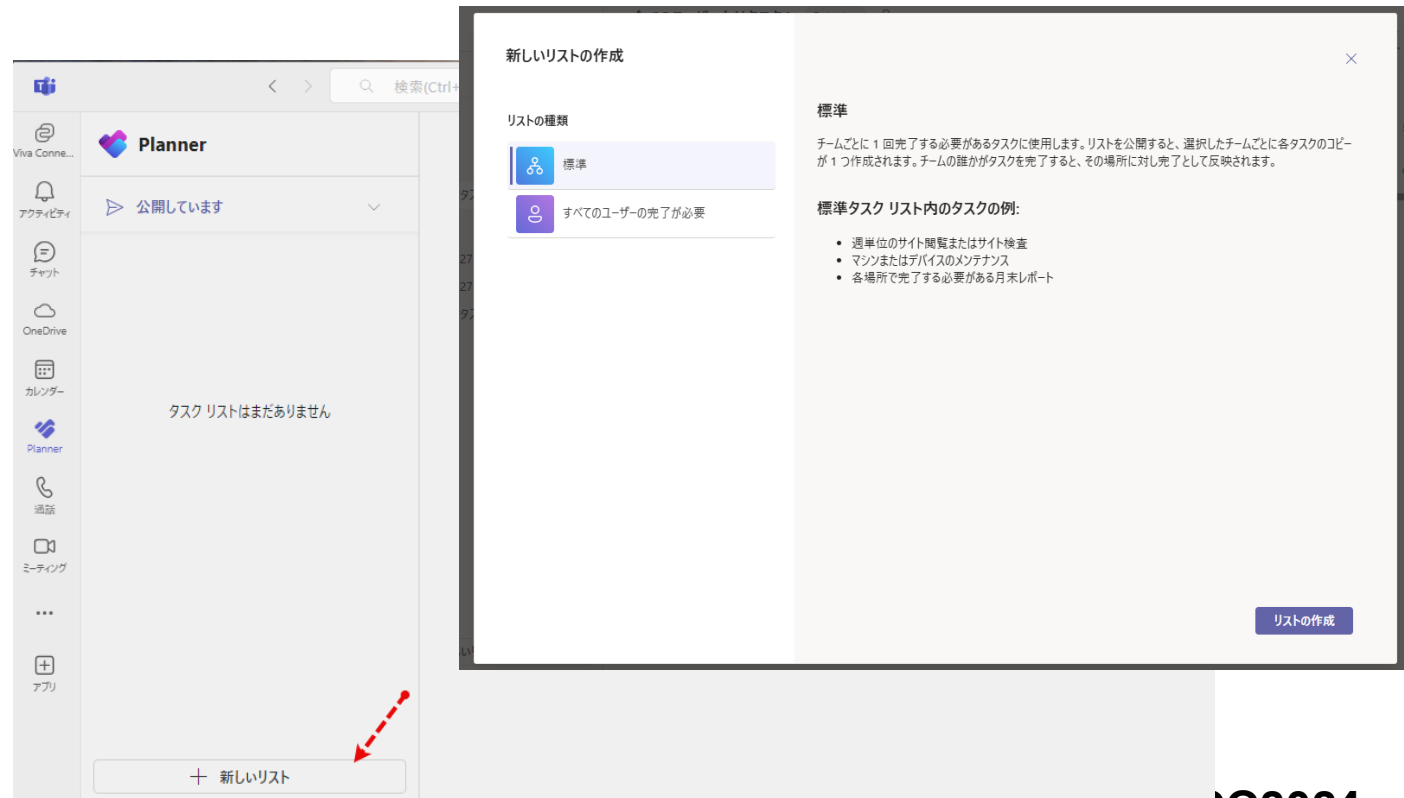 検索(Ctrl+
Viva Conne...
アクティビティ
チャット
OneDrive
カレンダー
Planner
通話
ミーティング
アプリ
Planner
公開しています
タスク リストはまだありません
新しいリスト
新しいリストの作成
リストの種類
標準
すべてのユーザーの完了が必要
標準
チームごとに 1 回完了する必要があるタスクに使用します。リストを公開すると、選択したチームごとに各タスクのコピー
が 1 つ作成されます。チームの誰かがタスクを完了すると、その場所に対し完了として反映されます。
標準タスク リスト内のタスクの例:
• 週単位のサイト閲覧またはサイト検査
• マシンまたはデバイスのメンテナンス
• 各場所で完了する必要がある月末レポート
リストの作成
27
27